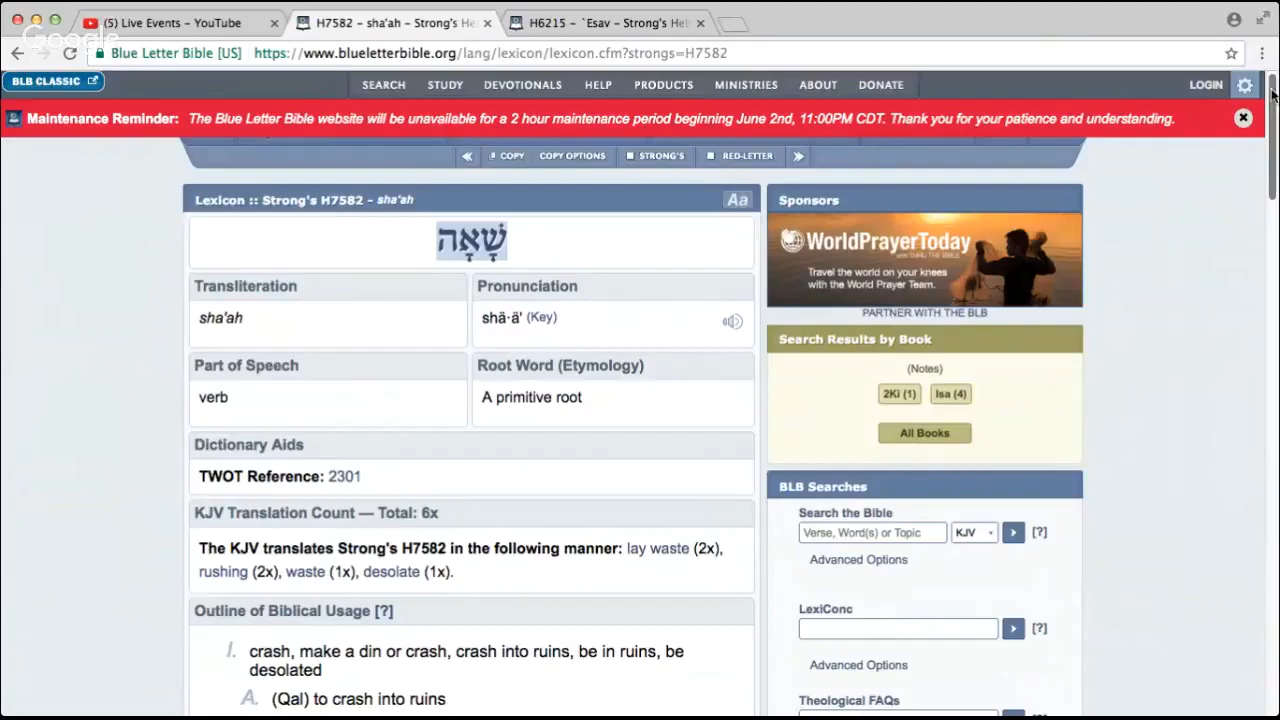 (5) Live Events - YouTube
H7582 - sha'ah - Strong's He
H6215 - `Esav - Strong's Heb
Google
Blue Letter Bible [US]
https://www.blueletterbible.org/lang/lexicon/lexicon.cfm?strongs=H7582
BLB CLASSIC
SEARCH
STUDY
DEVOTIONALS
HELP
PRODUCTS
MINISTRIES
ABOUT
DONATE
LOGIN
Maintenance Reminder: The Blue Letter Bible website will be unavailable for a 2 hour maintenance period beginning June 2nd, 11:00PM CDT. Thank you for your patience and understanding.
COPY
COPY OPTIONS
STRONG'S
RED-LETTER
Lexicon :: Strong's H7582 - sha'ah
Aa
שָׁאָה
Transliteration
sha'ah
Pronunciation
shä·ä' (Key)
Part of Speech
verb
Root Word (Etymology)
A primitive root
Dictionary Aids
TWOT Reference: 2301
KJV Translation Count — Total: 6x
The KJV translates Strong's H7582 in the following manner: lay waste (2x),
rushing (2x), waste (1x), desolate (1x).
Outline of Biblical Usage [?]
I. crash, make a din or crash, crash into ruins, be in ruins, be
desolated
A. (Qal) to crash into ruins
Sponsors
WorldPrayerToday
with THRU the BIBLE
Travel the world on your knees
with the World Prayer Team.
PARTNER WITH THE BLB
Search Results by Book
(Notes)
2Ki (1)
Isa (4)
All Books
BLB Searches
Search the Bible
Verse, Word(s) or Topic
KJV
[?]
Advanced Options
LexiConc
[?]
Advanced Options
Theological FAQs